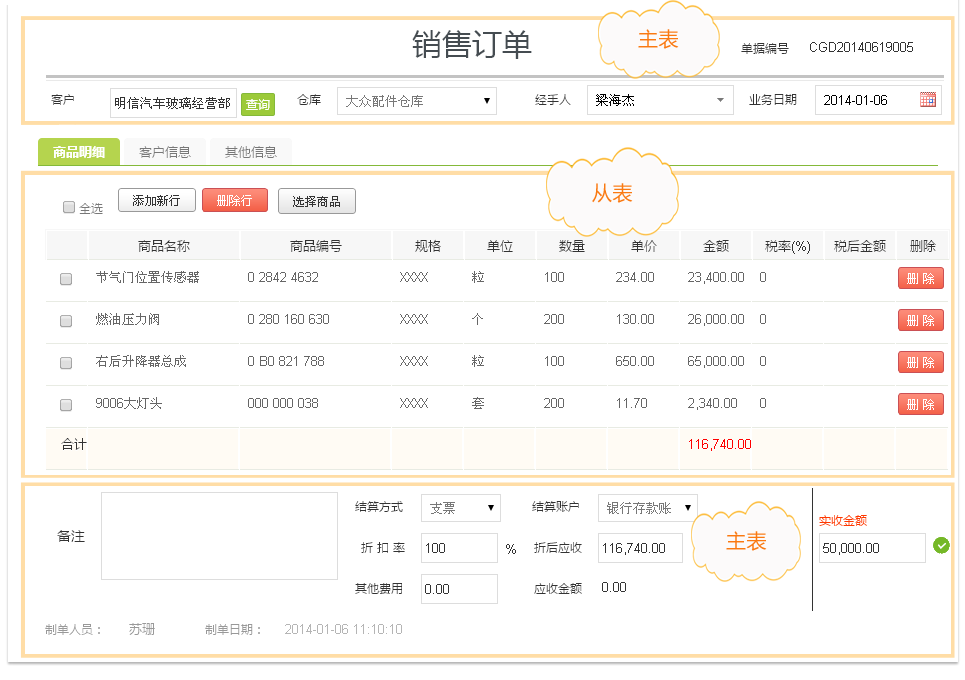 销售订单 主表 单据编号 CGD20140619005
客户 明信汽车玻璃经营部 查询 仓库 大众配件仓库 经手人 梁海杰 业务日期 2014-01-06
商品明细 客户信息 其他信息
从表
全选 添加新行 删除行 选择商品
商品名称 商品编号 规格 单位 数量 单价 金额 税率(%) 税后金额 删除
节气门位置传感器 0 2842 4632 XXXX 粒 100 234.00 23,400.00 0 删 除
燃油压力阀 0 280 160 630 XXXX 个 200 130.00 26,000.00 0 删 除
右后升降器总成 0 B0 821 788 XXXX 粒 100 650.00 65,000.00 0 删 除
9006大灯头 000 000 038 XXXX 套 200 11.70 2,340.00 0 删 除
合计 116,740.00
备注 结算方式 支票 结算账户 银行存款账 主表 实收金额
折 扣 率 100 % 折后应收 116,740.00 50,000.00
其他费用 0.00 应收金额 0.00
制单人员： 苏珊 制单日期： 2014-01-06 11:10:10